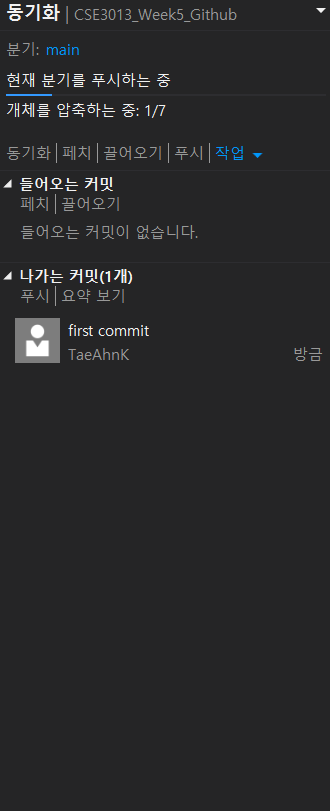 동기화 | CSE3013_Week5_Github
분기: main
현재 분기를 푸시하는 중
개체를 압축하는 중: 1/7
동기화 | 페치 | 끌어오기 | 푸시 | 작업
들어오는 커밋
페치 | 끌어오기
들어오는 커밋이 없습니다.
나가는 커밋(1개)
푸시 | 요약 보기
first commit
TaeAhnK 방금